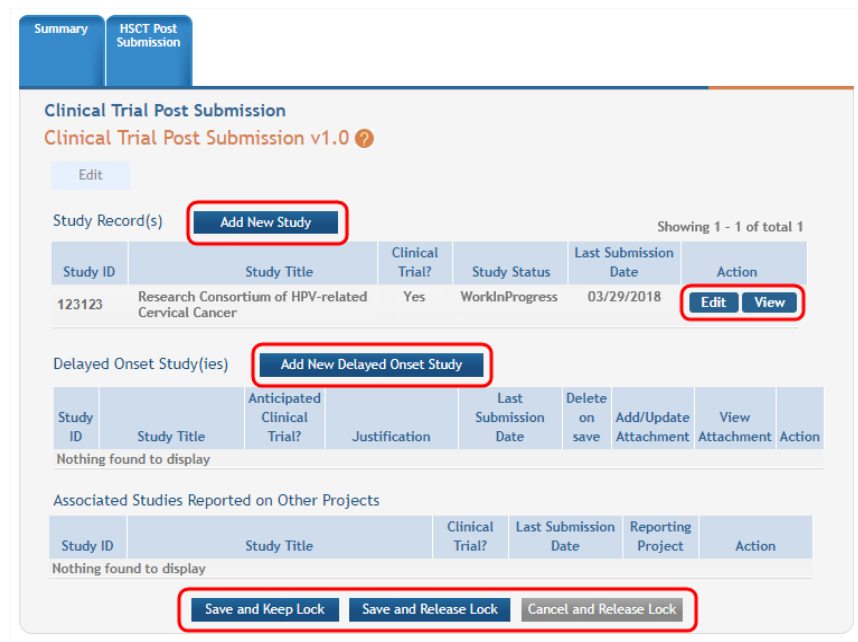 Summary
HSCT Post
Submission
Clinical Trial Post Submission
Clinical Trial Post Submission v1.0 ?
Edit
Study Record(s) Add New Study Showing 1 - 1 of total 1
Study ID Study Title Clinical Trial? Study Status Last Submission Date Action
123123 Research Consortium of HPV-related Yes WorkInProgress 03/29/2018 Edit View
Cervical Cancer
Delayed Onset Study(ies) Add New Delayed Onset Study
Study ID Study Title Anticipated Clinical Trial? Justification Last Submission Date Delete on save Add/Update Attachment View Attachment Action
Nothing found to display
Associated Studies Reported on Other Projects
Study ID Study Title Clinical Trial? Last Submission Date Reporting Project Action
Nothing found to display
Save and Keep Lock Save and Release Lock Cancel and Release Lock